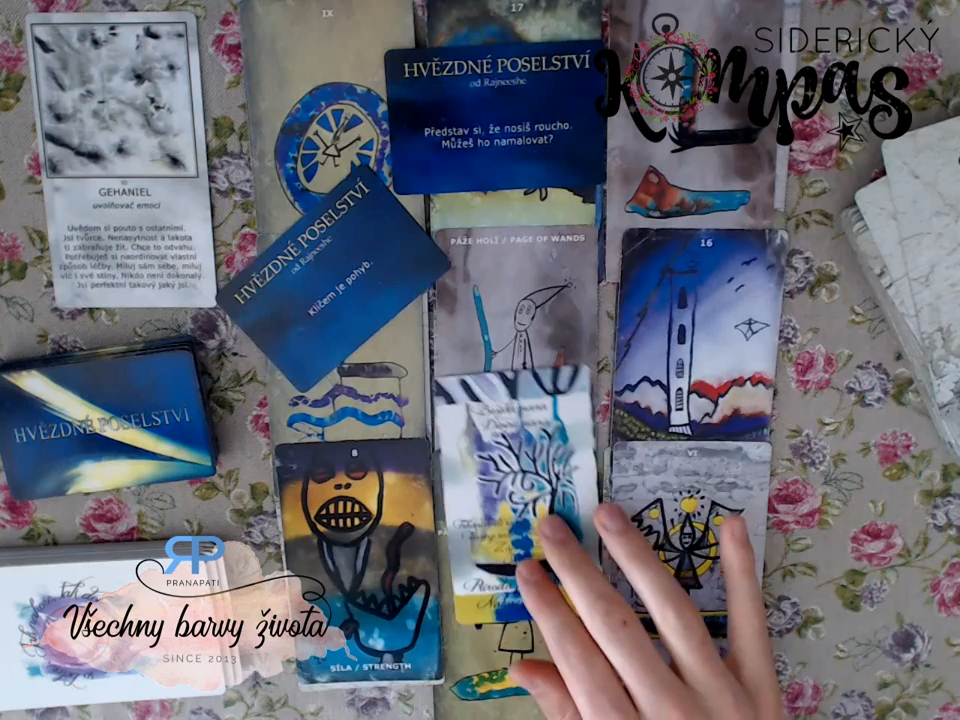 IX
17
SIDERICKÝ
Kompas
HVĚZDNÉ POSELSTVÍ
od Rajneeshe
Představ si, že nosíš roucho.
Můžeš ho namalovat?
GEHANIEL
uvolňovač emocí
Uvědom si pouto s ostatními.
Jsi tvůrce. Nenasytnost a lakota
ti zabraňuje žít. Chce to odvahu.
Potřebuješ si naordinovat vlastní
způsob léčby. Miluj sám sebe, miluj
víc i své stíny. Nikdo není dokonalý.
Jsi perfektní takový jaký jsi.
HVĚZDNÉ POSELSTVÍ
od Rajneeshe
Klíčem je pohyb.
PÁŽE HOLÍ / PAGE OF WANDS
16
HVĚZDNÉ POSELSTVÍ
8
VI
SÍLA / STRENGTH
RP
PRANAPATI
Všechny barvy života
SINCE 2013